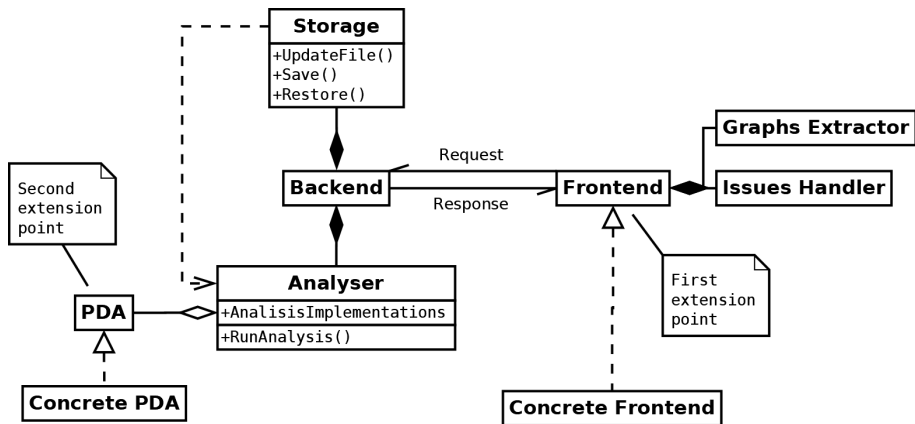 Storage
+UpdateFile()
+Save()
+Restore()
Graphs Extractor
Request
Second
extension
point
Backend
Frontend
Issues Handler
Response
Analyser
+AnalisisImplementations
+RunAnalysis()
First
extension
point
PDA
Concrete PDA
Concrete Frontend